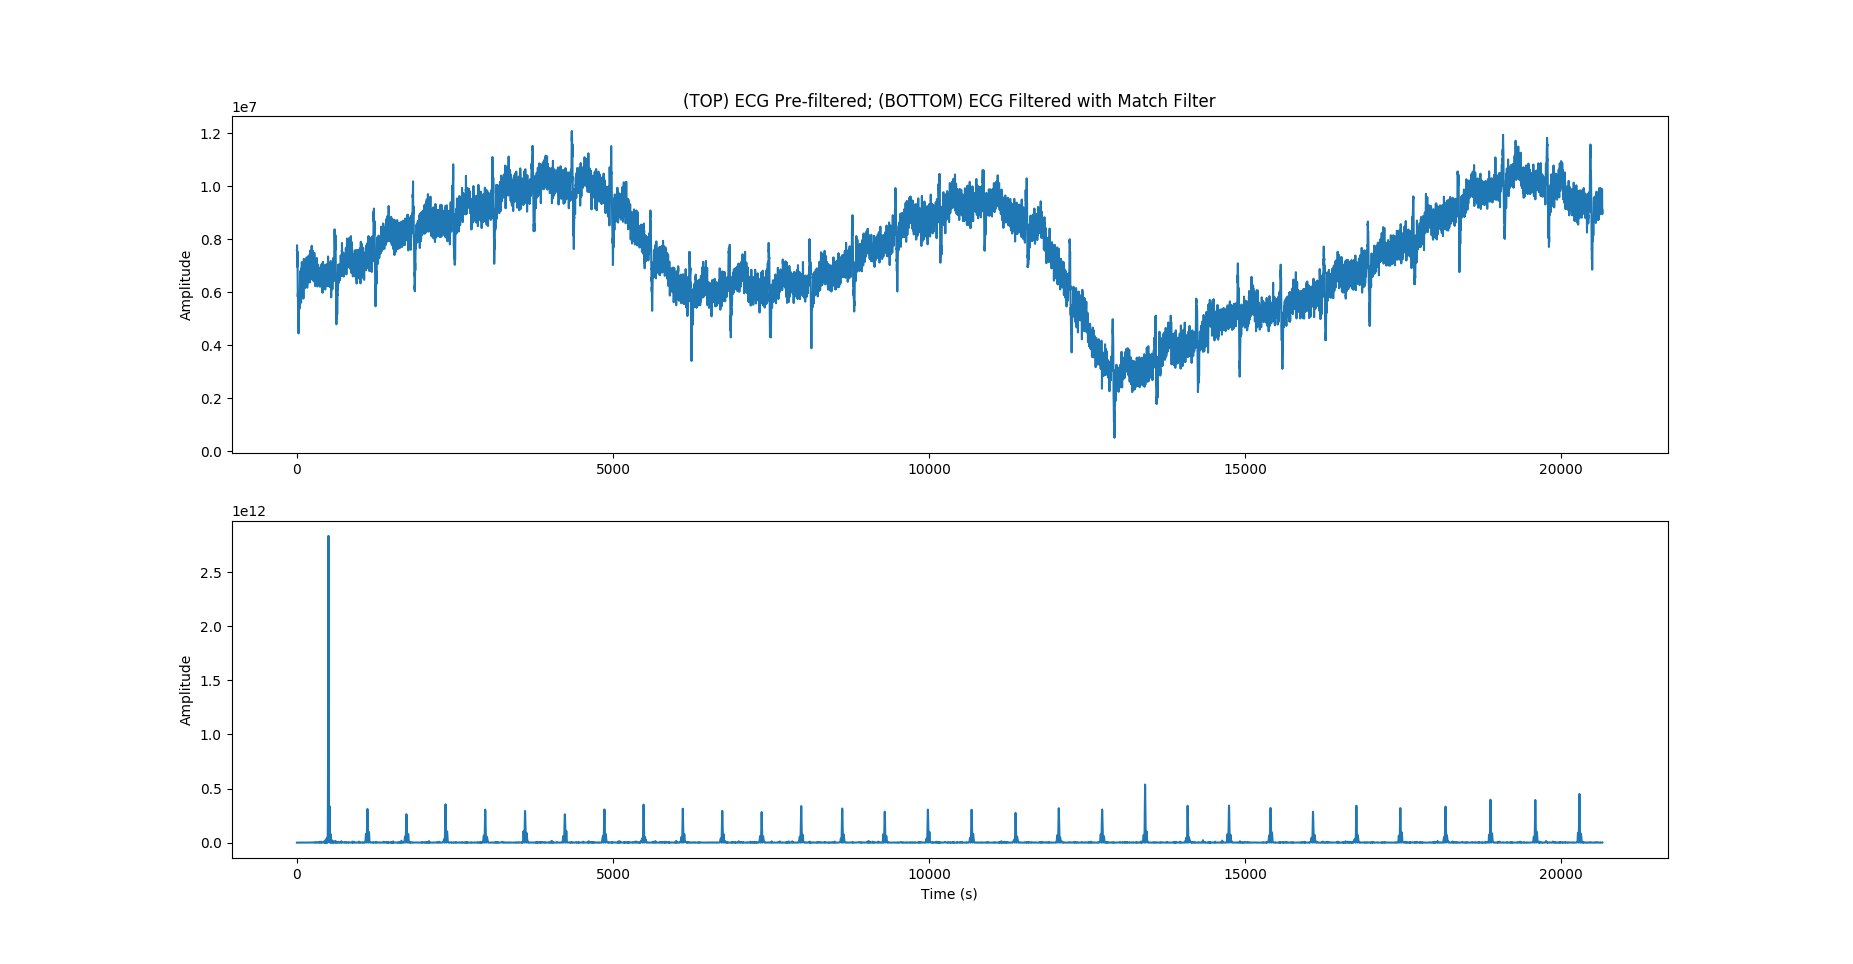 (TOP) ECG Pre-filtered; (BOTTOM) ECG Filtered with Match Filter
1e7
1.2
1.0
0.8
0.6
0.4
0.2
0.0
Amplitude
0 5000 10000 15000 20000
1e12
2.5
2.0
1.5
1.0
0.5
0.0
Amplitude
0 5000 10000 15000 20000
Time (s)